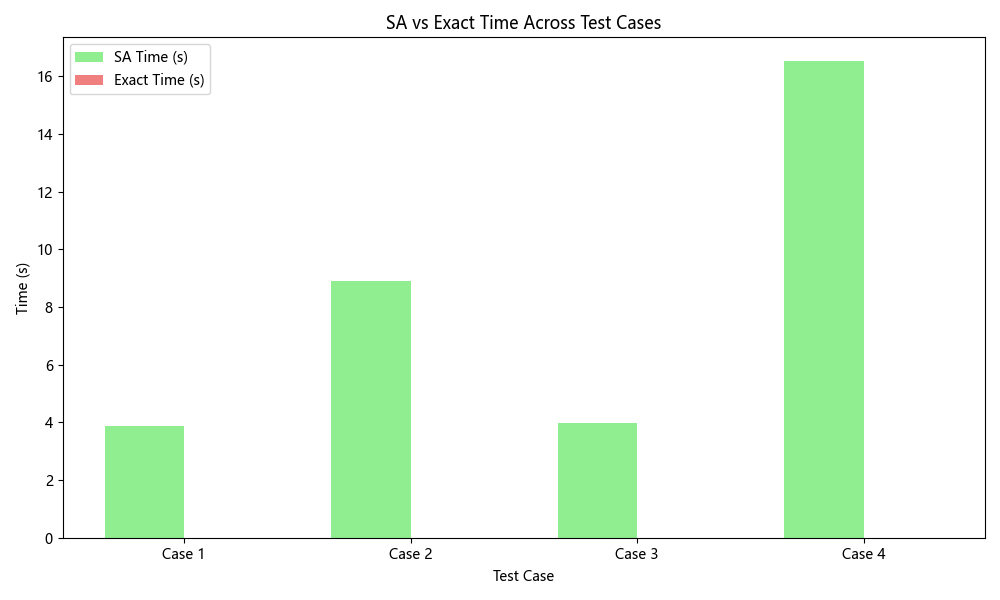 SA vs Exact Time Across Test Cases
SA Time (s)
Exact Time (s)
16
14
12
10
8
6
4
2
0
Time (s)
Case 1
Case 2
Case 3
Case 4
Test Case